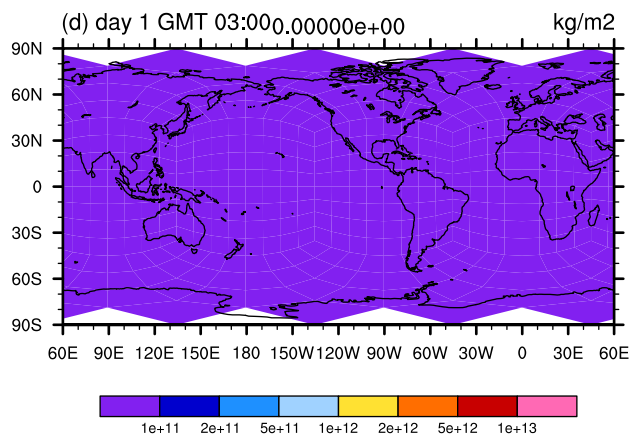 (d) day 1 GMT 03:00 0.00000e+00 kg/m2
90N
60N
30N
0
30S
60S
90S
60E 90E 120E 150E 180 150W 120W 90W 60W 30W 0 30E 60E
1e+11 2e+11 5e+11 1e+12 2e+12 5e+12 1e+13